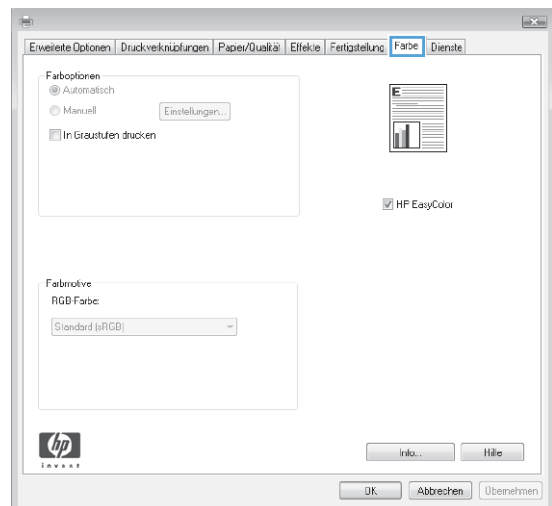 Erweiterte Optionen Druckverknüpfungen Papier/Qualität Effekte Fertigstellung Farbe Dienste
Farboptionen
Automatisch
Manuell Einstellungen...
In Graustufen drucken
E
HP EasyColor
Farbmotive
RGB-Farbe:
Standard (sRGB)
hp
invent
Info... Hilfe
OK Abbrechen Übernehmen